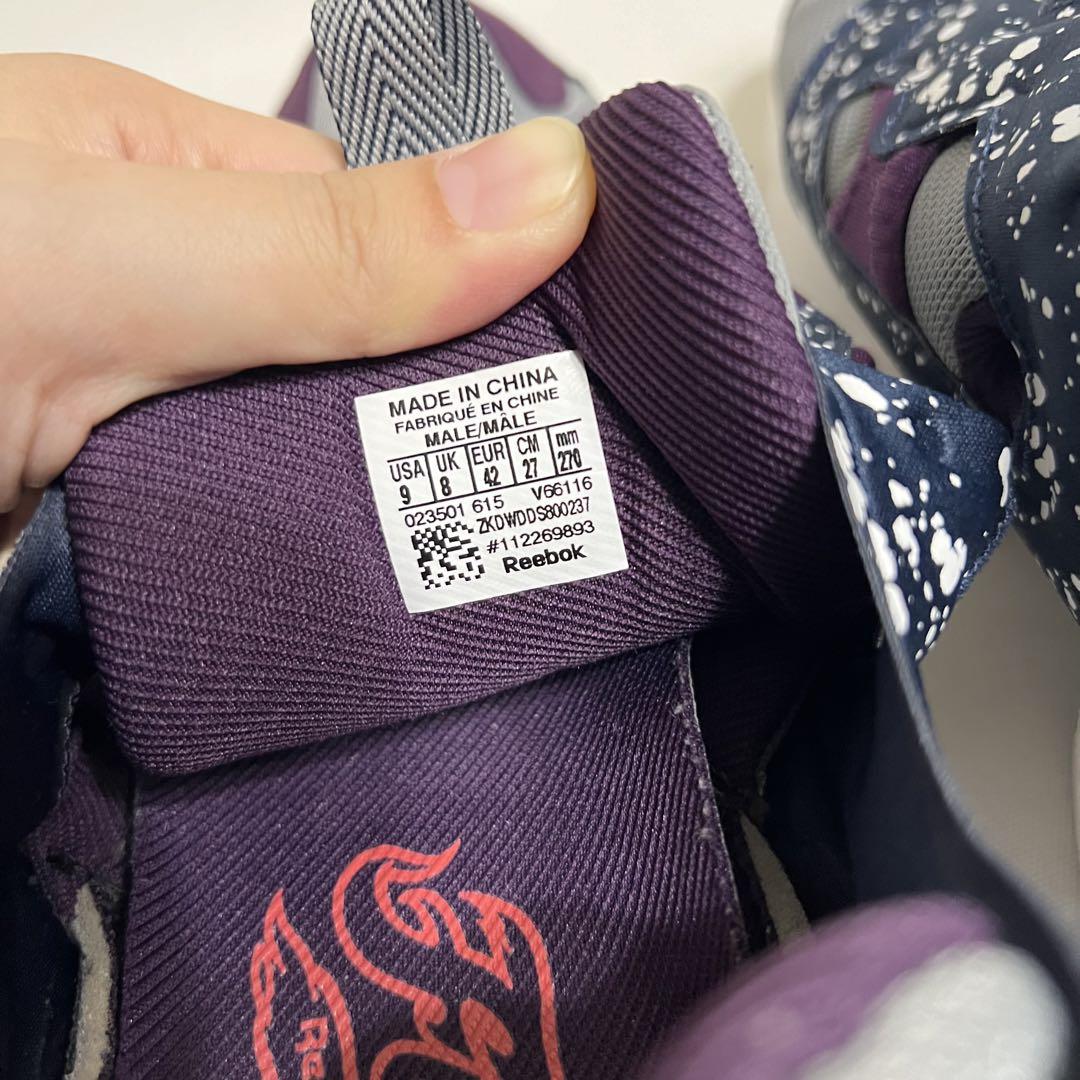 MADE IN CHINA
FABRIQUÉ EN CHINE
MALE/MÂLE
USA UK EUR CM mm
9 8 42 27 270
023501 615 V66116
ZKDWDDS800237
#112269893
Reebok